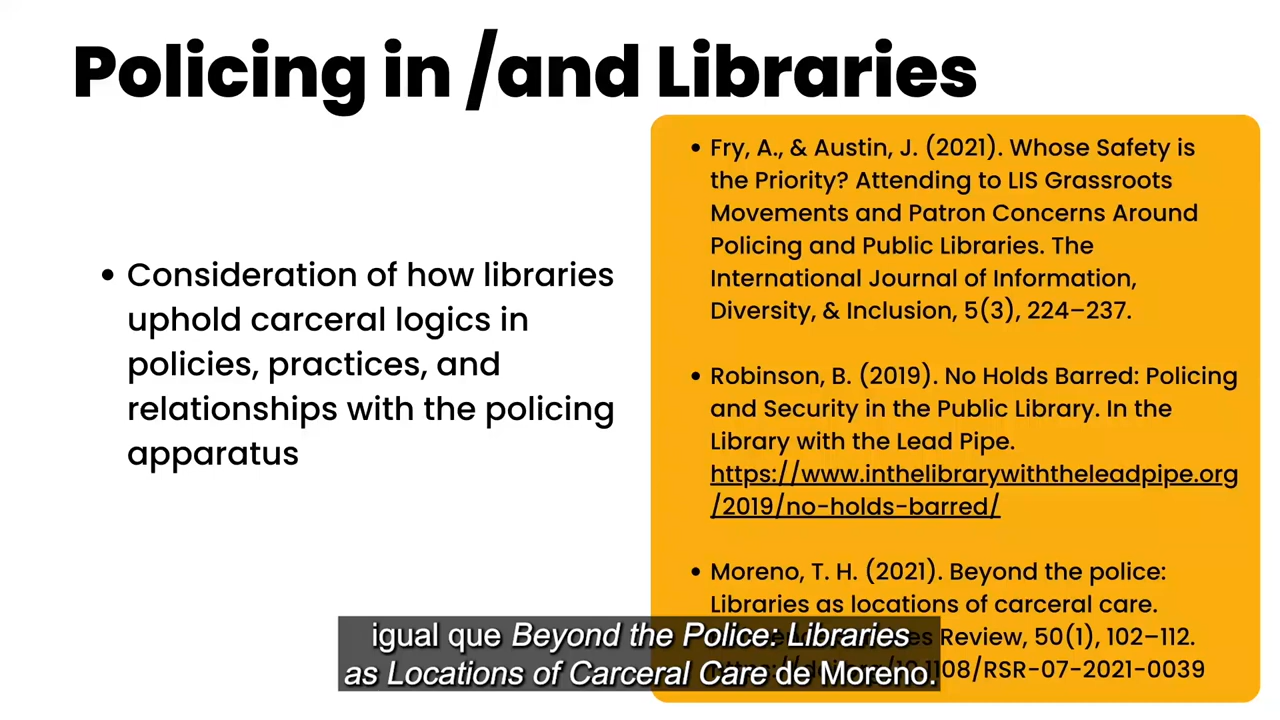 Policing in /and Libraries
• Consideration of how libraries
uphold carceral logics in
policies, practices, and
relationships with the policing
apparatus
• Fry, A., & Austin, J. (2021). Whose Safety is
the Priority? Attending to LIS Grassroots
Movements and Patron Concerns Around
Policing and Public Libraries. The
International Journal of Information,
Diversity, & Inclusion, 5(3), 224–237.
• Robinson, B. (2019). No Holds Barred: Policing
and Security in the Public Library. In the
Library with the Lead Pipe.
https://www.inthelibrarywiththeleadpipe.org
/2019/no-holds-barred/
• Moreno, T. H. (2021). Beyond the police:
Libraries as locations of carceral care.
Review, 50(1), 102–112.
108/RSR-07-2021-0039
igual que Beyond the Police: Libraries
as Locations of Carceral Care de Moreno.